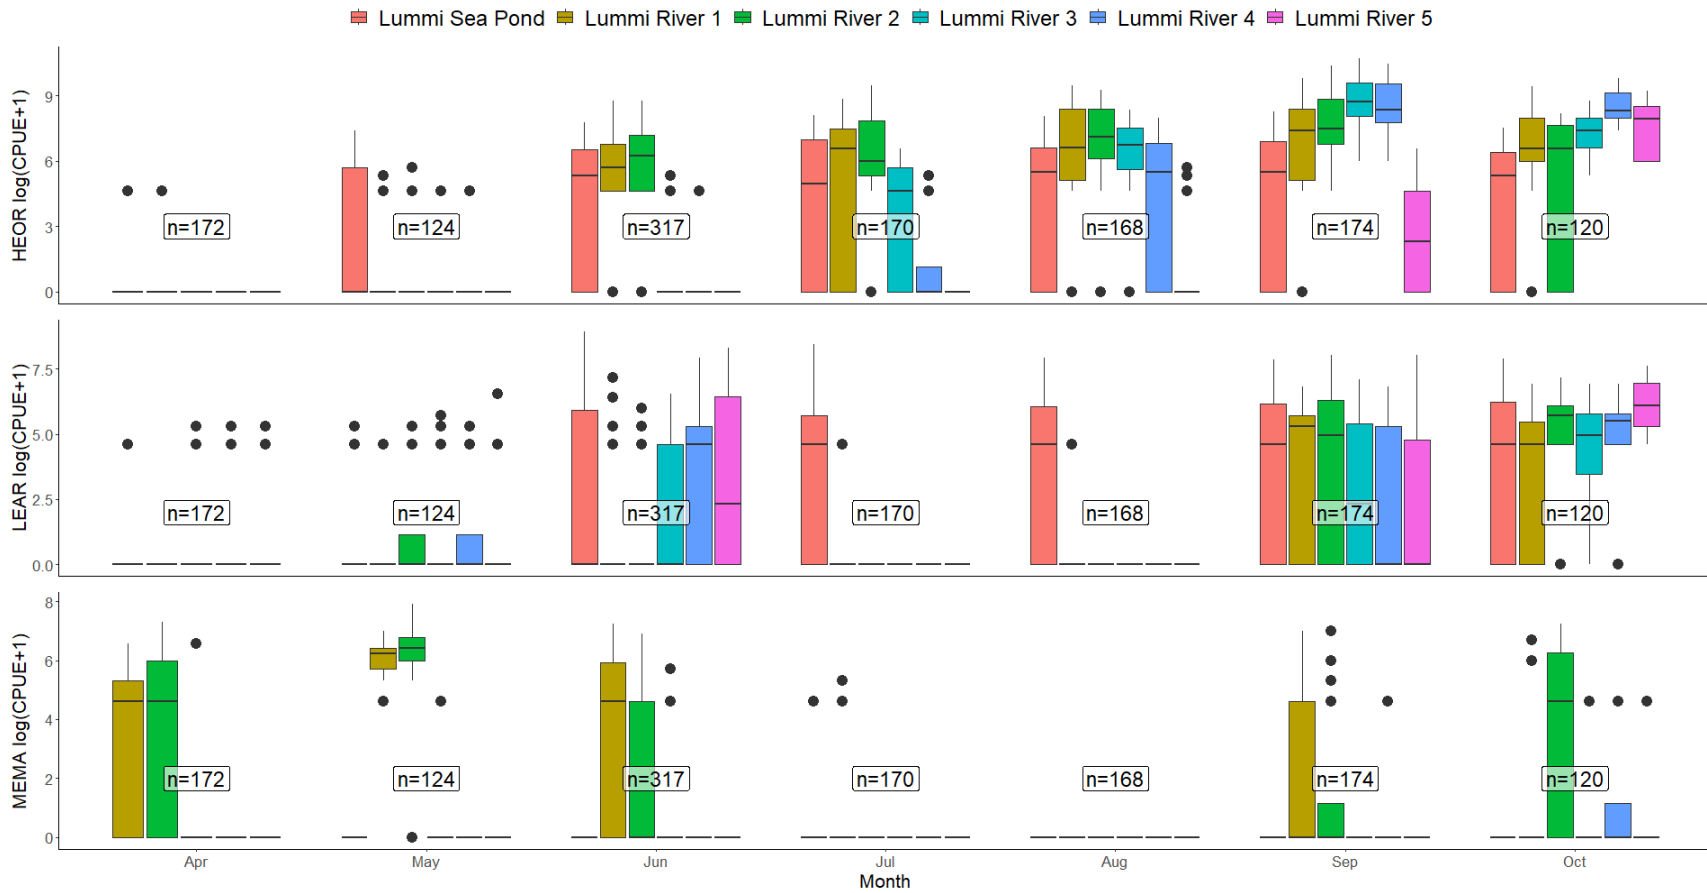 Lummi Sea Pond Lummi River 1 Lummi River 2 Lummi River 3 Lummi River 4 Lummi River 5
HEOR log(CPUE+1)
9
6
3
0
n=172 n=124 n=317 n=170 n=168 n=174 n=120
LEAR log(CPUE+1)
7.5
5.0
2.5
0.0
n=172 n=124 n=317 n=170 n=168 n=174 n=120
MEMA log(CPUE+1)
8
6
4
2
0
n=172 n=124 n=317 n=170 n=168 n=174 n=120
Apr May Jun Jul Aug Sep Oct
Month